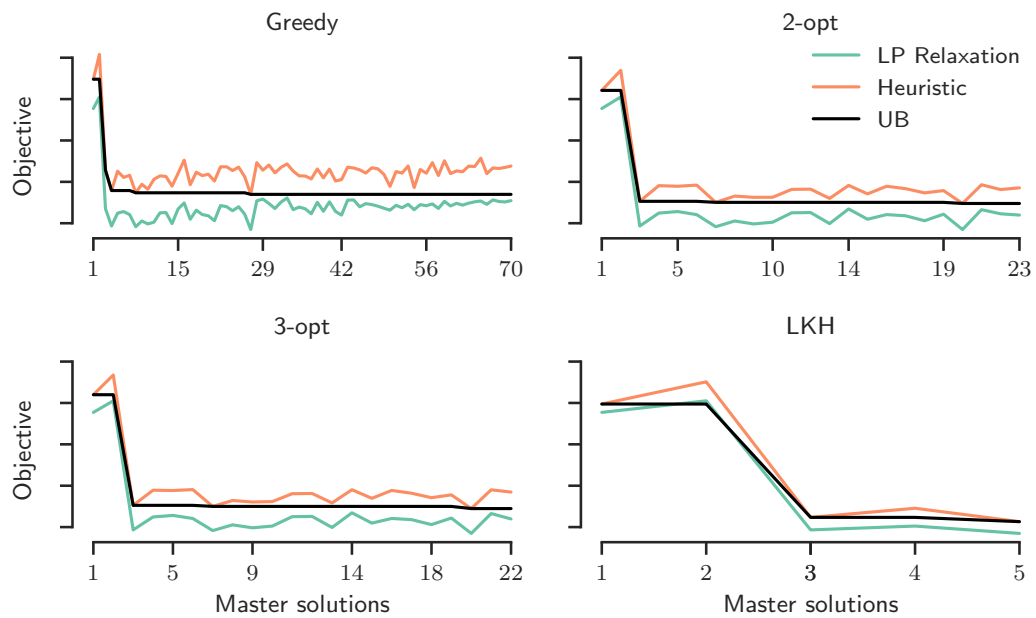 Greedy
2-opt
LP Relaxation
Heuristic
UB
Objective
1 15 29 42 56 70
1 5 10 14 19 23
3-opt
LKH
Objective
1 5 9 14 18 22
1 2 3 4 5
Master solutions
Master solutions